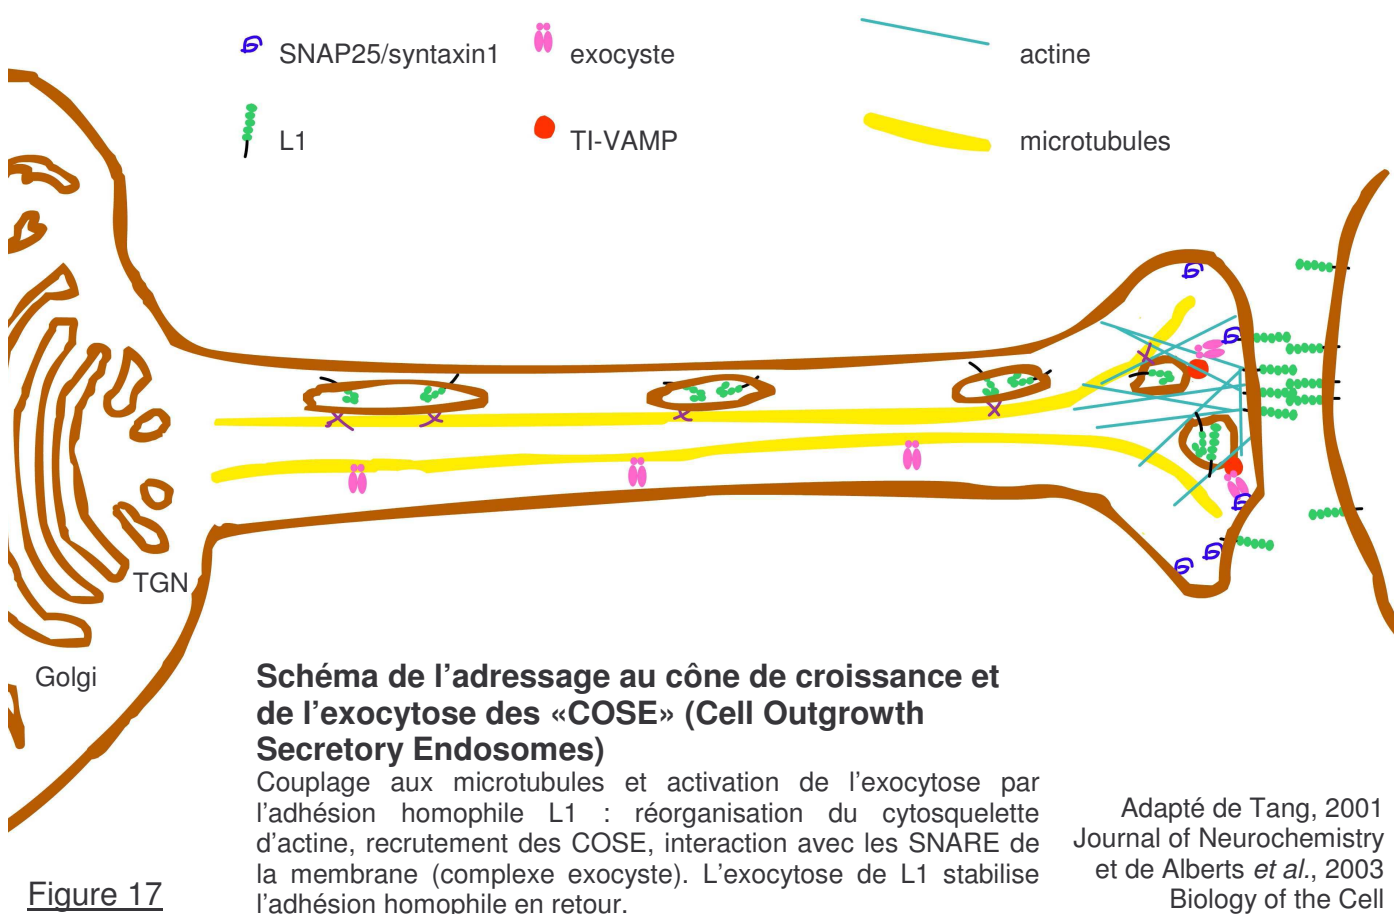 SNAP25/syntaxin1
exocyste
actine
L1
TI-VAMP
microtubules
TGN
Golgi
Schéma de l’adressage au cône de croissance et
de l’exocytose des «COSE» (Cell Outgrowth
Secretory Endosomes)
Couplage aux microtubules et activation de l’exocytose par
l’adhésion homophile L1 : réorganisation du cytosquelette
d’actine, recrutement des COSE, interaction avec les SNARE de
la membrane (complexe exocyste). L’exocytose de L1 stabilise
l’adhésion homophile en retour.
Adapté de Tang, 2001
Journal of Neurochemistry
et de Alberts et al., 2003
Biology of the Cell
Figure 17